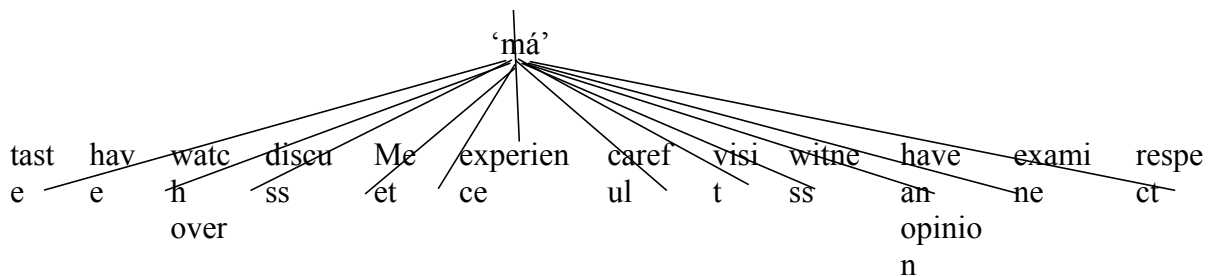 ‘má’
tast hav watc discu Me experien caref visi witne have exami respe
e e h ss et ce ul t ss an ne ct
over opinio
n